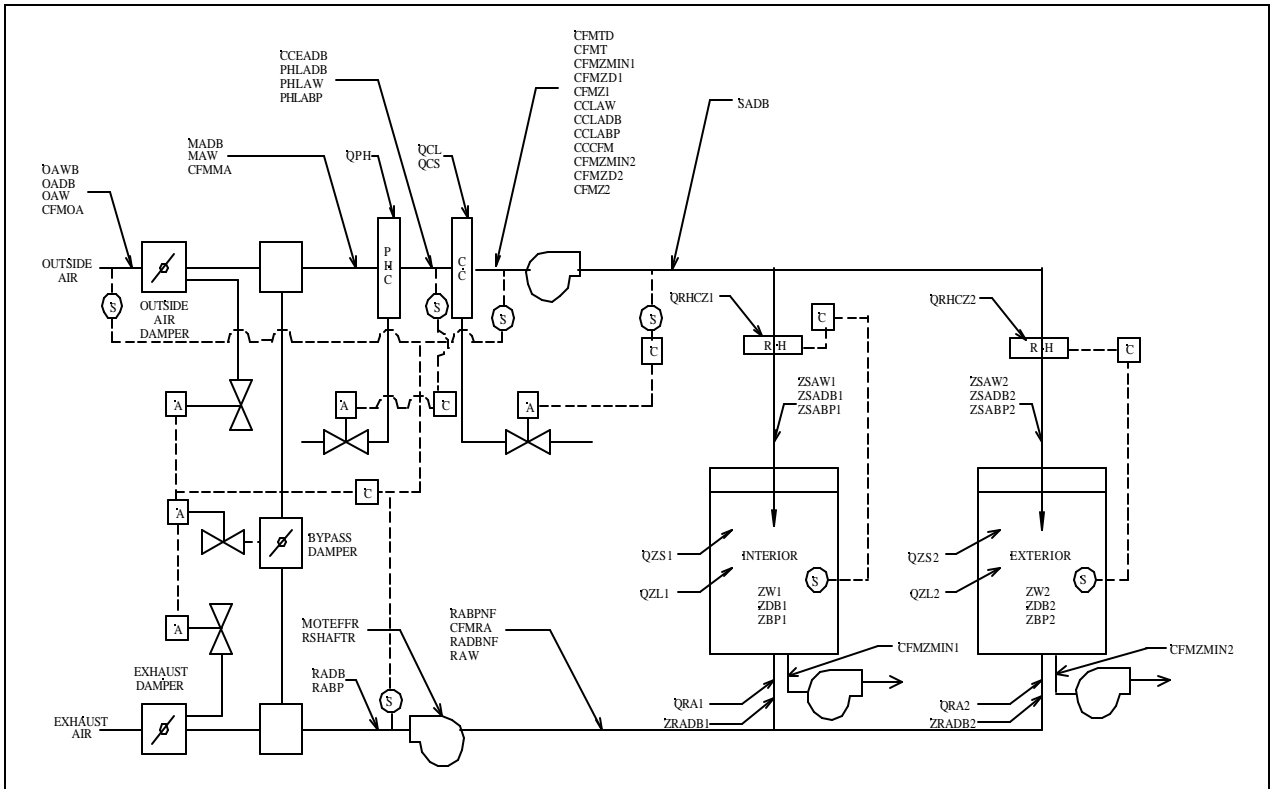 CFMTD
CFMT
CFMZMIN1
CFMZD1
CFMZ1
CCLAW
CCLADB
CCLABP
CCCFM
CFMZMIN2
CFMZD2
CFMZ2
CCEADB
PHLADB
PHLAW
PHLABP
SADB
MADB
MAW
CFMMA
QPH
QCL
QCS
OAWB
OADB
OAW
CFMOA
OUTSIDE
AIR
P
H
C
C
C
OUTSIDE
AIR
DAMPER
S
S
S
S
C
QRHCZ1
C
R H
QRHCZ2
R H
C
ZSAW1
ZSADB1
ZSABP1
ZSAW2
ZSADB2
ZSABP2
A
A
C
A
C
A
BYPASS
DAMPER
QZS1
INTERIOR
QZL1
S
ZW1
ZDB1
ZBP1
QZS2
EXTERIOR
QZL2
S
ZW2
ZDB2
ZBP2
A
MOTEFFR
RSHAFTR
RABPNF
CFMRA
RADBNF
RAW
CFMZMIN1
CFMZMIN2
EXHAUST
DAMPER
RADB
RABP
S
QRA1
ZRADB1
QRA2
ZRADB2
EXHAUST
AIR